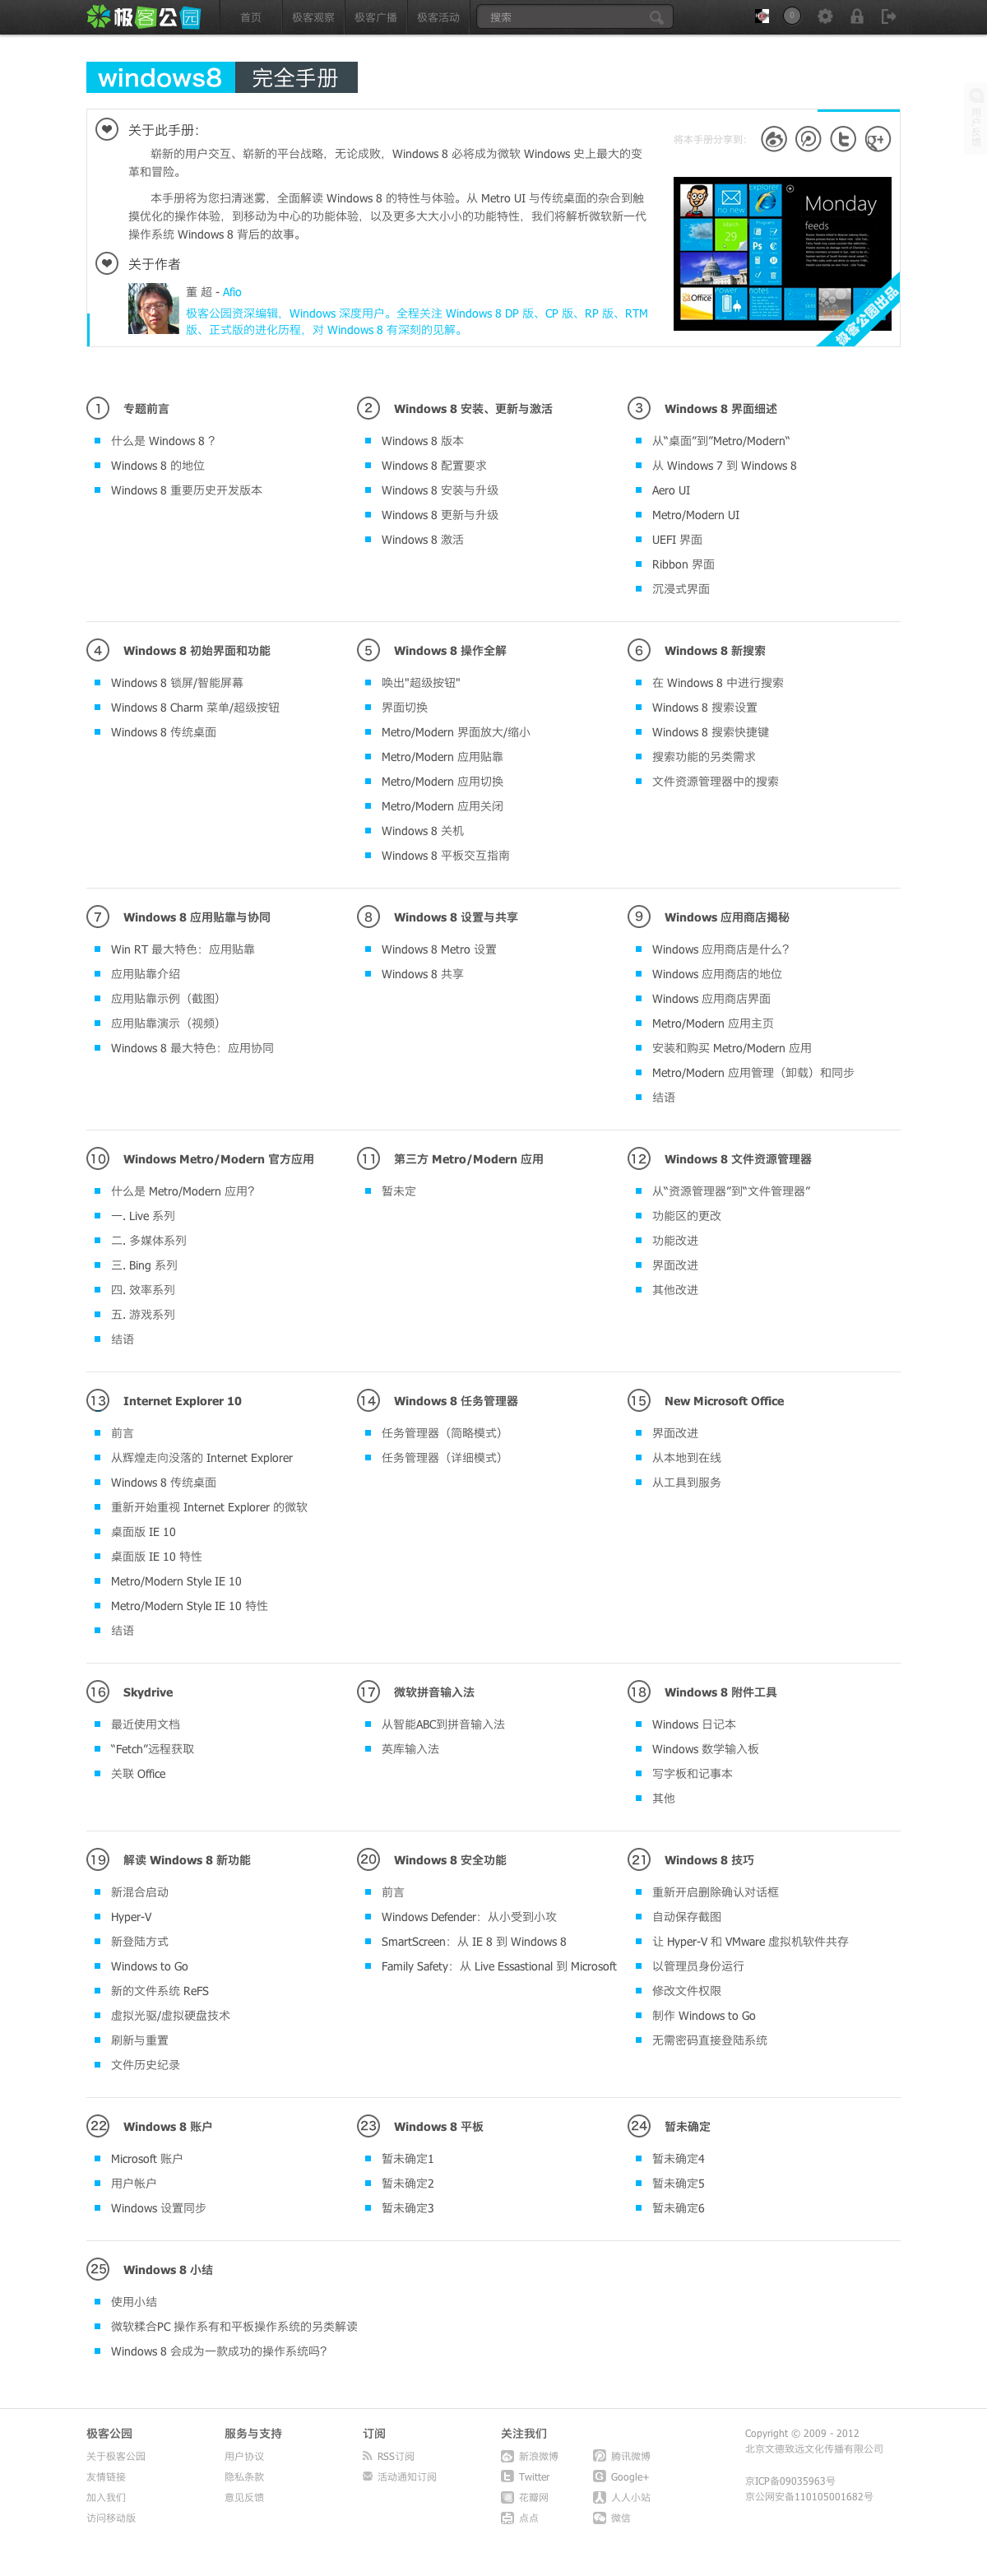 极客公园
首页
极客观察
极客广播
极客活动
搜索
0
windows8 完全手册
用户反馈
关于此手册：
崭新的用户交互、崭新的平台战略，无论成败，Windows 8 必将成为微软 Windows 史上最大的变
革和冒险。
本手册将为您扫清迷雾，全面解读 Windows 8 的特性与体验。从 Metro UI 与传统桌面的杂合到触
摸优化的操作体验，到移动为中心的功能体验，以及更多大大小小的功能特性，我们将解析微软新一代
操作系统 Windows 8 背后的故事。
关于作者
董 超 - Afio
极客公园资深编辑，Windows 深度用户。全程关注 Windows 8 DP 版、CP 版、RP 版、RTM
版、正式版的进化历程，对 Windows 8 有深刻的见解。
将本手册分享到：
Monday
feeds
no new
Explorer
March
29
Office
power
notes
极客公园出品
1 专题前言
什么是 Windows 8 ？
Windows 8 的地位
Windows 8 重要历史开发版本
2 Windows 8 安装、更新与激活
Windows 8 版本
Windows 8 配置要求
Windows 8 安装与升级
Windows 8 更新与升级
Windows 8 激活
3 Windows 8 界面细述
从“桌面”到“Metro/Modern“
从 Windows 7 到 Windows 8
Aero UI
Metro/Modern UI
UEFI 界面
Ribbon 界面
沉浸式界面
4 Windows 8 初始界面和功能
Windows 8 锁屏/智能屏幕
Windows 8 Charm 菜单/超级按钮
Windows 8 传统桌面
5 Windows 8 操作全解
唤出"超级按钮"
界面切换
Metro/Modern 界面放大/缩小
Metro/Modern 应用贴靠
Metro/Modern 应用切换
Metro/Modern 应用关闭
Windows 8 关机
Windows 8 平板交互指南
6 Windows 8 新搜索
在 Windows 8 中进行搜索
Windows 8 搜索设置
Windows 8 搜索快捷键
搜索功能的另类需求
文件资源管理器中的搜索
7 Windows 8 应用贴靠与协同
Win RT 最大特色：应用贴靠
应用贴靠介绍
应用贴靠示例（截图）
应用贴靠演示（视频）
Windows 8 最大特色：应用协同
8 Windows 8 设置与共享
Windows 8 Metro 设置
Windows 8 共享
9 Windows 应用商店揭秘
Windows 应用商店是什么？
Windows 应用商店的地位
Windows 应用商店界面
Metro/Modern 应用主页
安装和购买 Metro/Modern 应用
Metro/Modern 应用管理（卸载）和同步
结语
10 Windows Metro/Modern 官方应用
什么是 Metro/Modern 应用？
一. Live 系列
二. 多媒体系列
三. Bing 系列
四. 效率系列
五. 游戏系列
结语
11 第三方 Metro/Modern 应用
暂未定
12 Windows 8 文件资源管理器
从“资源管理器”到“文件管理器”
功能区的更改
功能改进
界面改进
其他改进
13 Internet Explorer 10
前言
从辉煌走向没落的 Internet Explorer
Windows 8 传统桌面
重新开始重视 Internet Explorer 的微软
桌面版 IE 10
桌面版 IE 10 特性
Metro/Modern Style IE 10
Metro/Modern Style IE 10 特性
结语
14 Windows 8 任务管理器
任务管理器（简略模式）
任务管理器（详细模式）
15 New Microsoft Office
界面改进
从本地到在线
从工具到服务
16 Skydrive
最近使用文档
“Fetch”远程获取
关联 Office
17 微软拼音输入法
从智能ABC到拼音输入法
英库输入法
18 Windows 8 附件工具
Windows 日记本
Windows 数学输入板
写字板和记事本
其他
19 解读 Windows 8 新功能
新混合启动
Hyper-V
新登陆方式
Windows to Go
新的文件系统 ReFS
虚拟光驱/虚拟硬盘技术
刷新与重置
文件历史纪录
20 Windows 8 安全功能
前言
Windows Defender：从小受到小攻
SmartScreen：从 IE 8 到 Windows 8
Family Safety：从 Live Essastional 到 Microsoft
21 Windows 8 技巧
重新开启删除确认对话框
自动保存截图
让 Hyper-V 和 VMware 虚拟机软件共存
以管理员身份运行
修改文件权限
制作 Windows to Go
无需密码直接登陆系统
22 Windows 8 账户
Microsoft 账户
用户帐户
Windows 设置同步
23 Windows 8 平板
暂未确定1
暂未确定2
暂未确定3
24 暂未确定
暂未确定4
暂未确定5
暂未确定6
25 Windows 8 小结
使用小结
微软糅合PC 操作系有和平板操作系统的另类解读
Windows 8 会成为一款成功的操作系统吗？
极客公园
关于极客公园
友情链接
加入我们
访问移动版
服务与支持
用户协议
隐私条款
意见反馈
订阅
RSS订阅
活动通知订阅
关注我们
新浪微博
Twitter
花瓣网
点点
腾讯微博
Google+
人人小站
微信
Copyright © 2009 - 2012
北京文德致远文化传播有限公司
京ICP备09035963号
京公网安备110105001682号